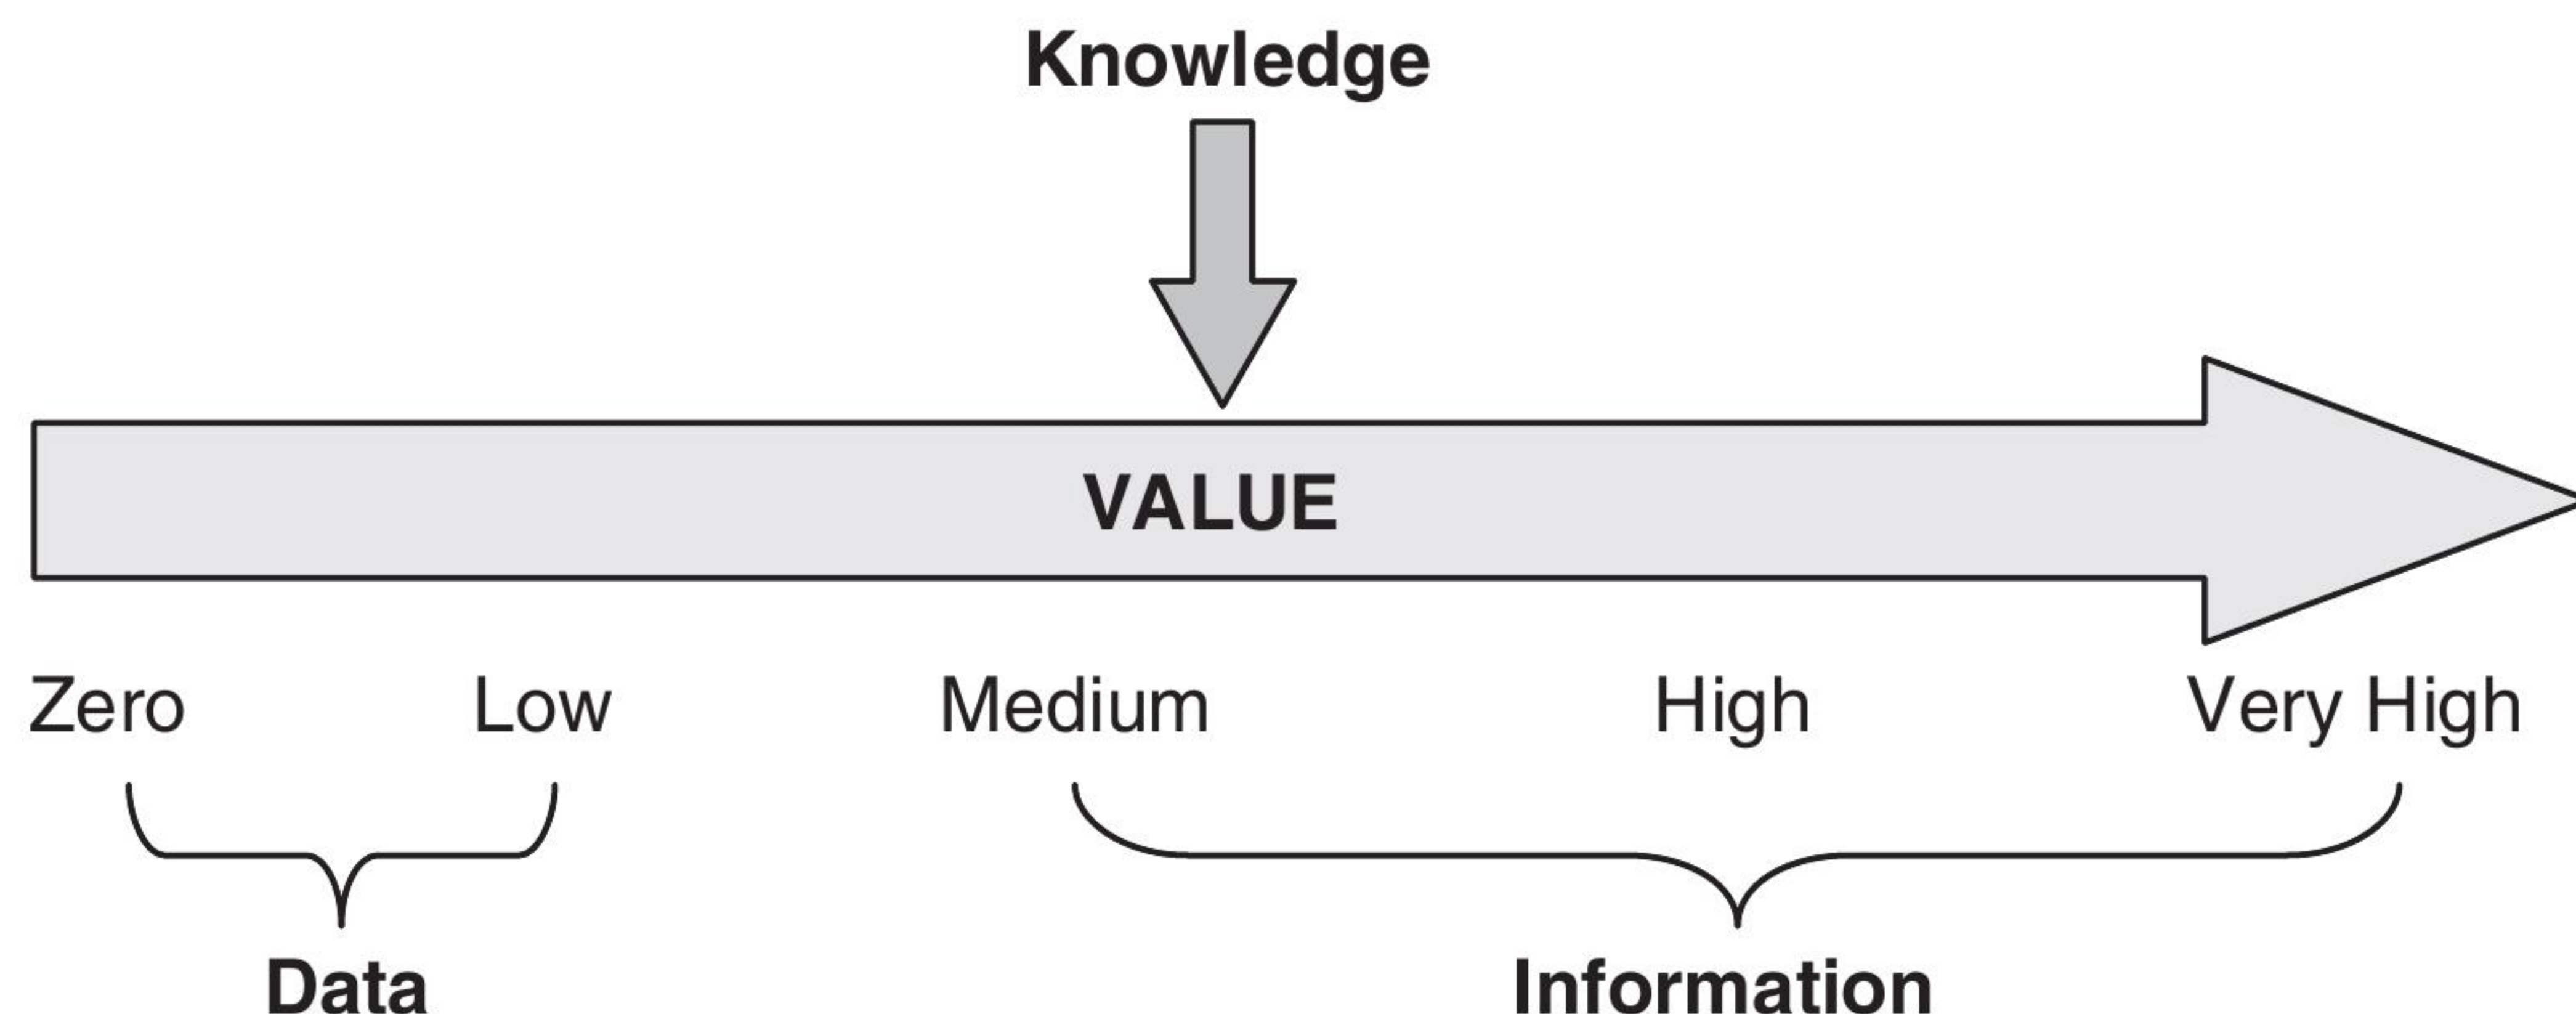 Knowledge
VALUE
Zero Low Medium High Very High
Data Information